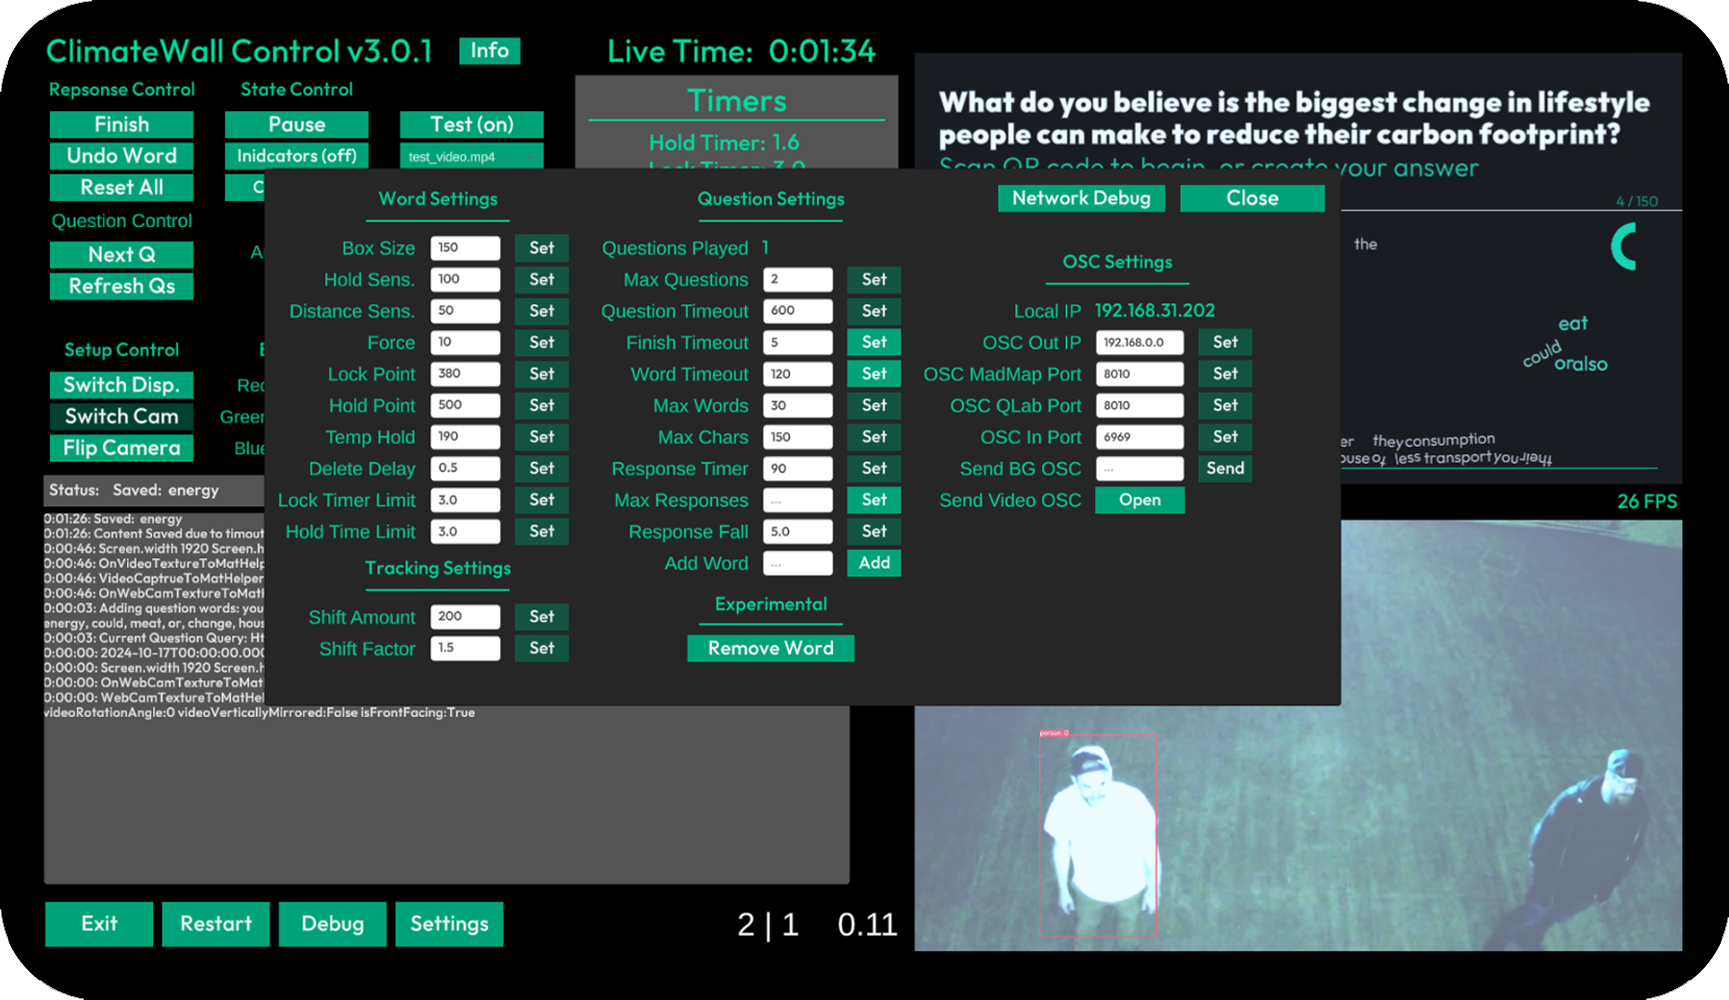 ClimateWall Control v3.0.1
Info
Live Time: 0:01:34
Repsonse Control
State Control
Finish
Pause
Test (on)
Undo Word
Inidcators (off)
test_video.mp4
Reset All
C
Question Control
Next Q
Refresh Qs
Setup Control
Switch Disp.
Switch Cam
Flip Camera
Red
Green
Blue
Timers
Hold Timer: 1.6
Lock Timer: 3.0
Word Settings
Box Size 150 Set
Hold Sens. 100 Set
Distance Sens. 50 Set
Force 10 Set
Lock Point 380 Set
Hold Point 500 Set
Temp Hold 190 Set
Delete Delay 0.5 Set
Lock Timer Limit 3.0 Set
Hold Time Limit 3.0 Set
Tracking Settings
Shift Amount 200 Set
Shift Factor 1.5 Set
Question Settings
Questions Played 1
Max Questions 2 Set
Question Timeout 600 Set
Finish Timeout 5 Set
Word Timeout 120 Set
Max Words 30 Set
Max Chars 150 Set
Response Timer 90 Set
Max Responses ... Set
Response Fall 5.0 Set
Add Word ... Add
Experimental
Remove Word
Network Debug
Close
OSC Settings
Local IP 192.168.31.202
OSC Out IP 192.168.0.0 Set
OSC MadMap Port 8010 Set
OSC QLab Port 8010 Set
OSC In Port 6969 Set
Send BG OSC ... Send
Send Video OSC Open
What do you believe is the biggest change in lifestyle
people can make to reduce their carbon footprint?
Scan QR code to begin, or create your answer
4 / 150
the
eat
could
oralso
er they consumption
ouse of less transport you their
26 FPS
Status: Saved: energy
0:01:26: Saved: energy
0:01:26: Content Saved due to timout
0:00:46: Screen.width 1920 Screen.h
0:00:46: OnVideoTextureToMatHelp
0:00:46: VideoCaptrueToMatHelper
0:00:46: OnWebCamTextureToMatH
0:00:03: Adding question words: you
energy, could, meat, or, change, hous
0:00:03: Current Question Query: Ht
0:00:00: 2024-10-17T00:00:00.000
0:00:00: Screen.width 1920 Screen.h
0:00:00: OnWebCamTextureToMat
0:00:00: WebCamTextureToMatHel
videoRotationAngle:0 videoVerticallyMirrored:False isFrontFacing:True
person: 0
Exit
Restart
Debug
Settings
2 | 1
0.11